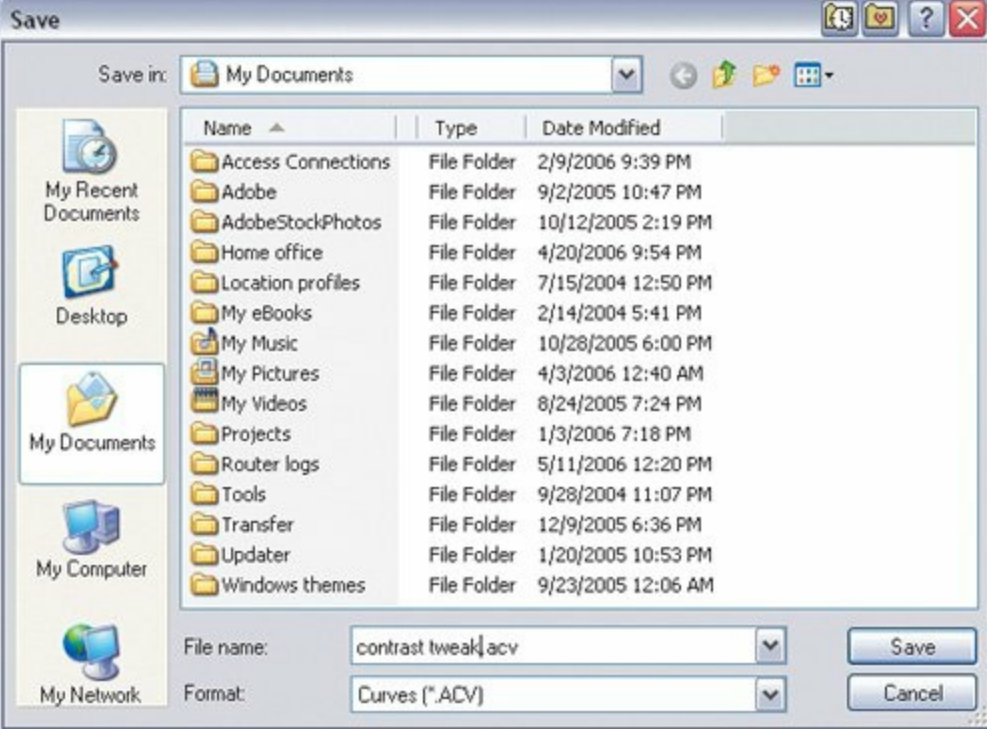 Save
Save in: My Documents
My Recent Documents
Desktop
My Documents
My Computer
My Network
Name Type Date Modified
Access Connections File Folder 2/9/2006 9:39 PM
Adobe File Folder 9/2/2005 10:47 PM
AdobeStockPhotos File Folder 10/12/2005 2:19 PM
Home office File Folder 4/20/2006 9:54 PM
Location profiles File Folder 7/15/2004 12:50 PM
My eBooks File Folder 2/14/2004 5:41 PM
My Music File Folder 10/28/2005 6:00 PM
My Pictures File Folder 4/3/2006 12:40 AM
My Videos File Folder 8/24/2005 7:24 PM
Projects File Folder 1/3/2006 7:18 PM
Router logs File Folder 5/11/2006 12:20 PM
Tools File Folder 9/28/2004 11:07 PM
Transfer File Folder 12/9/2005 6:36 PM
Updater File Folder 1/20/2005 10:53 PM
Windows themes File Folder 9/23/2005 12:06 AM
File name: contrast tweak.acv Save
Format: Curves (*.ACV) Cancel